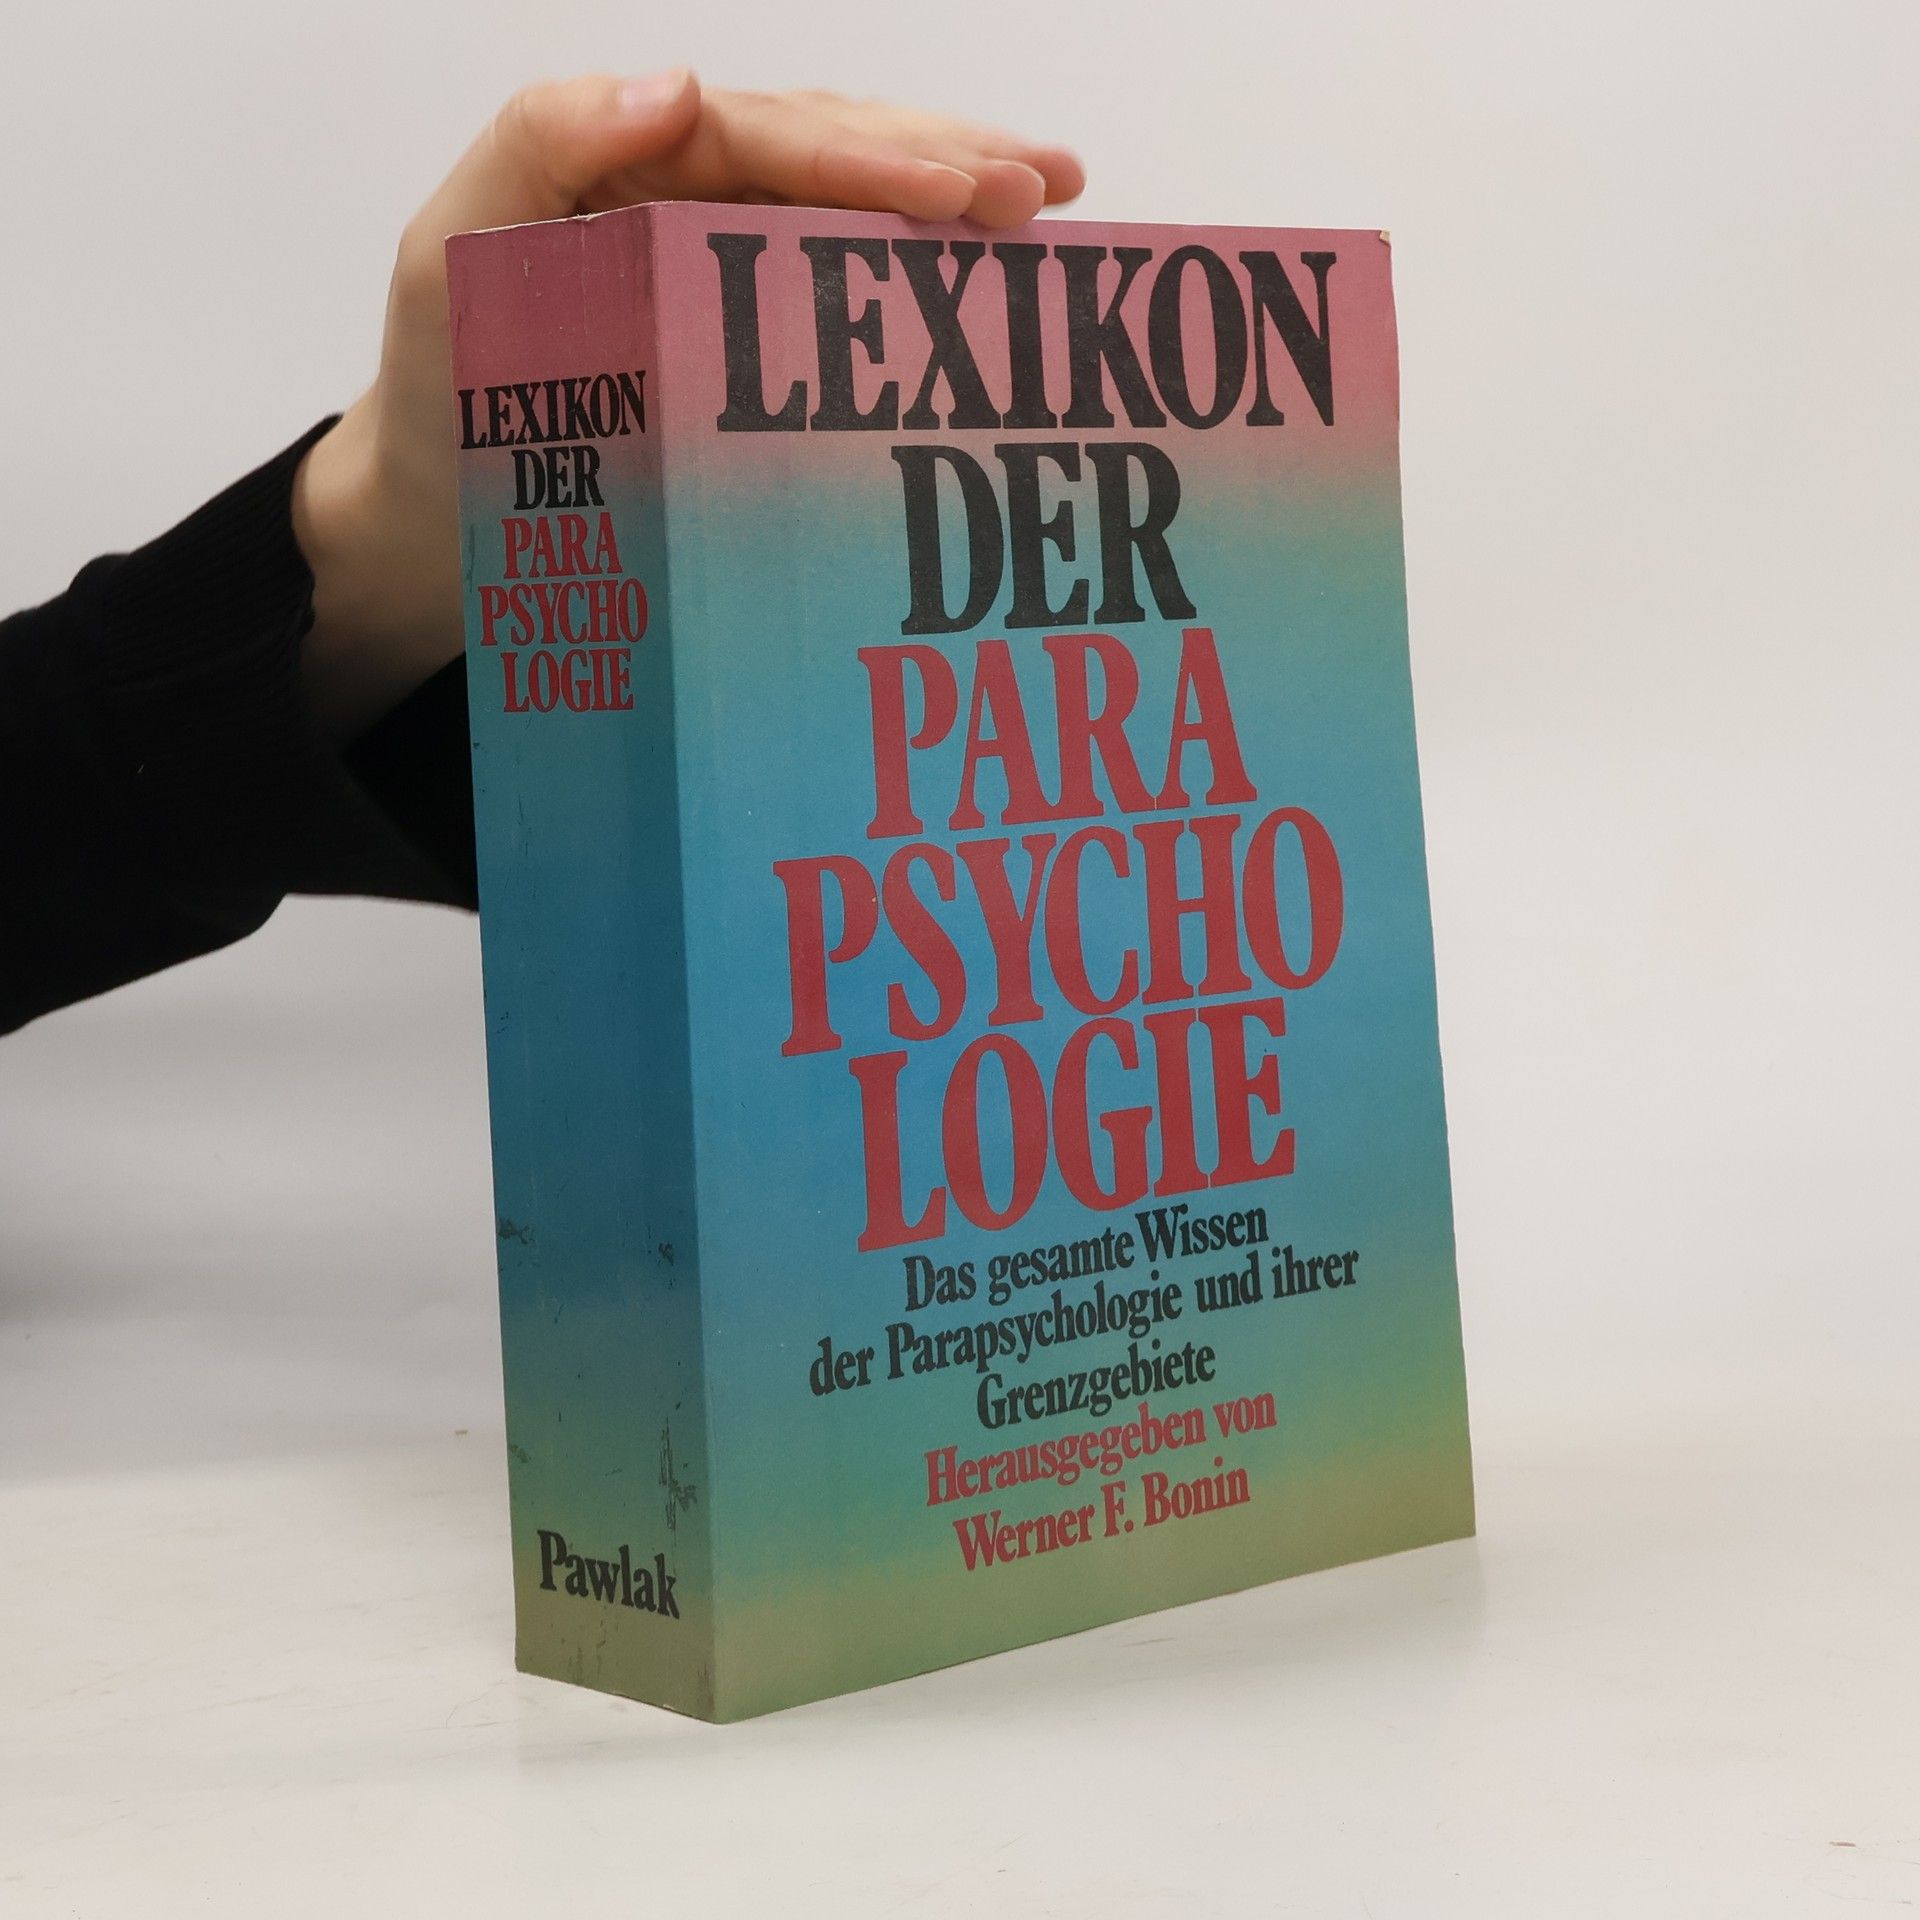 LEXIKON
DER
PARA
PSYCHO
LOGIE
Pawlak
LEXIKON
DER
PARA
PSYCHO
LOGIE
Das gesamte Wissen
der Parapsychologie und ihrer
Grenzgebiete
Herausgegeben von
Werner F. Bonin